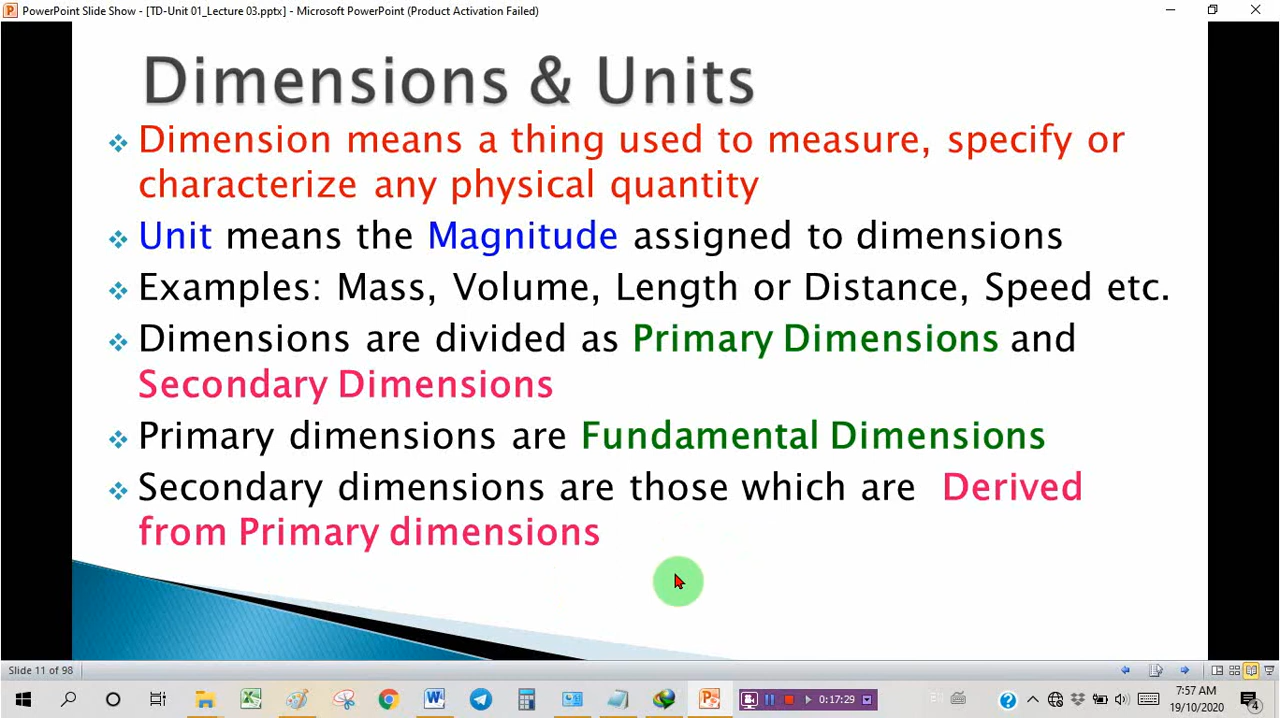 PowerPoint Slide Show - [TD-Unit 01_Lecture 03.pptx] - Microsoft PowerPoint (Product Activation Failed)
Dimensions & Units
Dimension means a thing used to measure, specify or
characterize any physical quantity
Unit means the Magnitude assigned to dimensions
Examples: Mass, Volume, Length or Distance, Speed etc.
Dimensions are divided as Primary Dimensions and
Secondary Dimensions
Primary dimensions are Fundamental Dimensions
Secondary dimensions are those which are Derived
from Primary dimensions
Slide 11 of 98
0:17:29
7:57 AM
19/10/2020
4